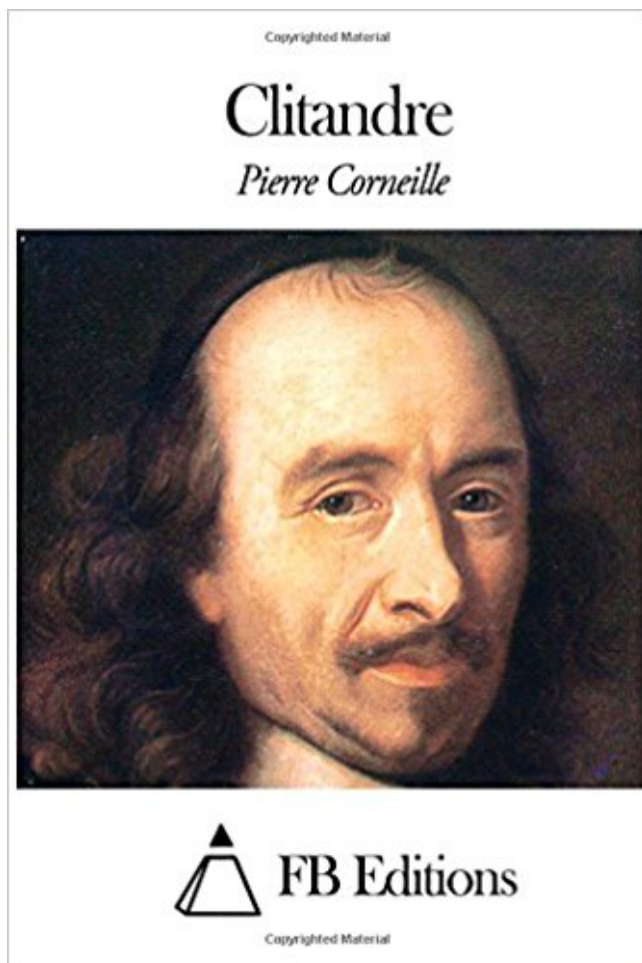 Copyrighted Material
Clitandre
Pierre Corneille
FB Editions
Copyrighted Material